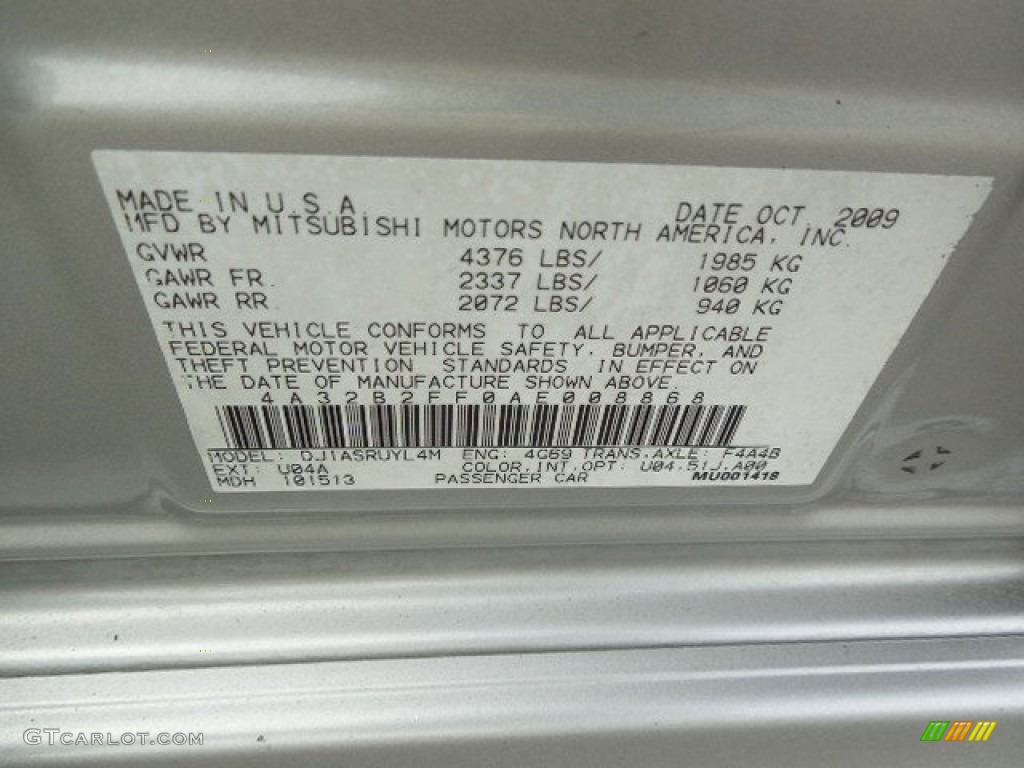 MADE IN U S A DATE OCT. 2009
MFD BY MITSUBISHI MOTORS NORTH AMERICA, INC.
GVWR 4376 LBS/ 1985 KG
GAWR FR. 2337 LBS/ 1060 KG
GAWR RR. 2072 LBS/ 940 KG
THIS VEHICLE CONFORMS TO ALL APPLICABLE
FEDERAL MOTOR VEHICLE SAFETY, BUMPER, AND
THEFT PREVENTION STANDARDS IN EFFECT ON
THE DATE OF MANUFACTURE SHOWN ABOVE.
4A32B2FF0AE008868
MODEL: DJ1ASRUYL4M ENG: 4G69 TRANS.AXLE: F4A4B
EXT: U04A COLOR.INT.OPT: U04.51J.A00
MDH 101513 PASSENGER CAR MU001418
GTCARLOT.COM